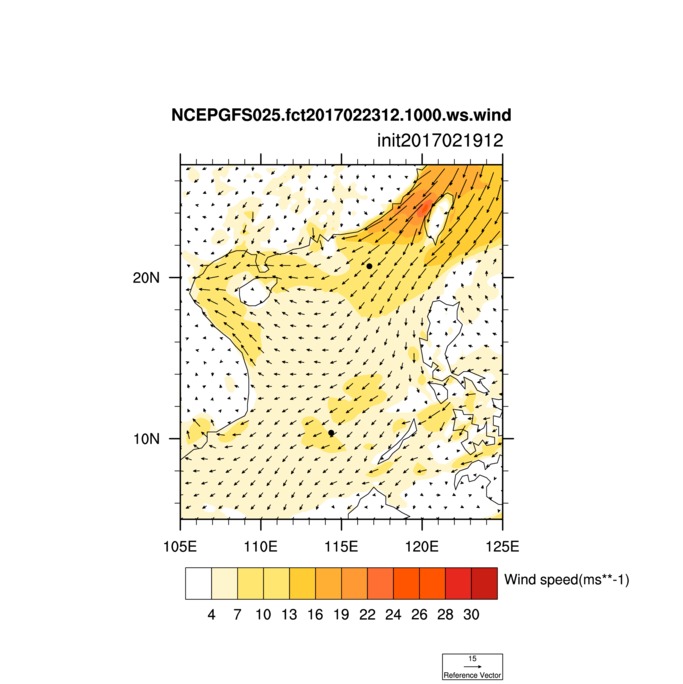 NCEPGFS025.fct2017022312.1000.ws.wind
init2017021912
20N
10N
105E 110E 115E 120E 125E
Wind speed(ms**-1)
4 7 10 13 16 19 22 24 26 28 30
15
Reference Vector